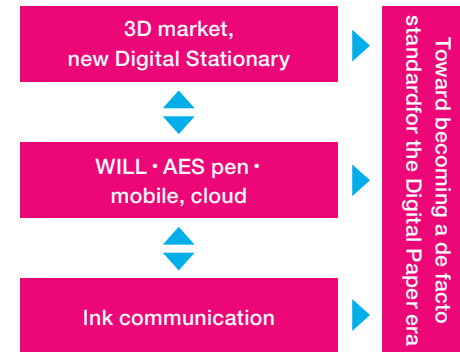 3D market,
new Digital Stationary
WILL・AES pen・
mobile, cloud
Ink communication
Toward becoming a de facto
standardfor the Digital Paper era